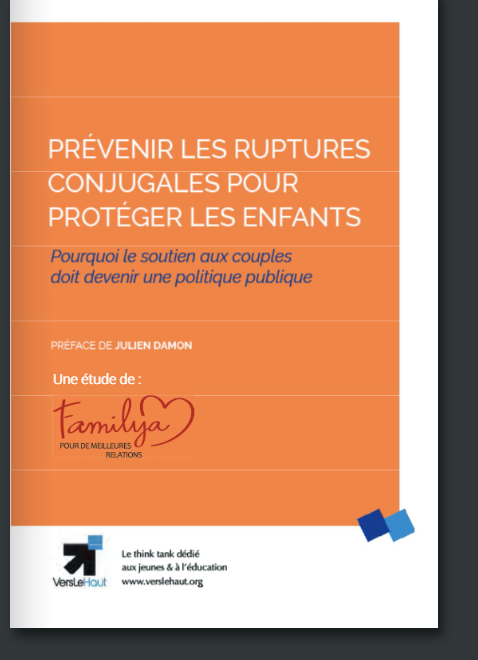 PRÉVENIR LES RUPTURES
CONJUGALES POUR
PROTÉGER LES ENFANTS
Pourquoi le soutien aux couples
doit devenir une politique publique
PRÉFACE DE JULIEN DAMON
Une étude de :
Familya
POUR DE MEILLEURES
RELATIONS
VersLeHaut
Le think tank dédié
aux jeunes & à l'éducation
www.verslehaut.org